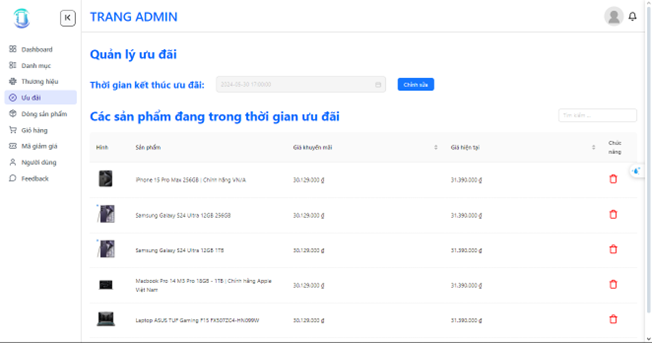 TRANG ADMIN
Dashboard
Danh mục
Thương hiệu
Ưu đãi
Dòng sản phẩm
Giỏ hàng
Mã giảm giá
Người dùng
Feedback
Quản lý ưu đãi
Thời gian kết thúc ưu đãi:
Chỉnh sửa
Các sản phẩm đang trong thời gian ưu đãi
Tìm kiếm ...
Hình Sản phẩm Giá khuyến mãi Giá hiện tại Chức năng
iPhone 15 Pro Max 256GB | Chính hãng VN/A 30.129.000 ₫ 31.390.000 ₫
Samsung Galaxy S24 Ultra 12GB 256GB 30.129.000 ₫ 31.390.000 ₫
Samsung Galaxy S24 Ultra 12GB 1TB 30.129.000 ₫ 31.390.000 ₫
Macbook Pro 14 M3 Pro 18GB - 1TB | Chính hãng Apple
Việt Nam 30.129.000 ₫ 31.390.000 ₫
Laptop ASUS TUF Gaming F15 FX507ZC4-HN099W 30.129.000 ₫ 31.390.000 ₫